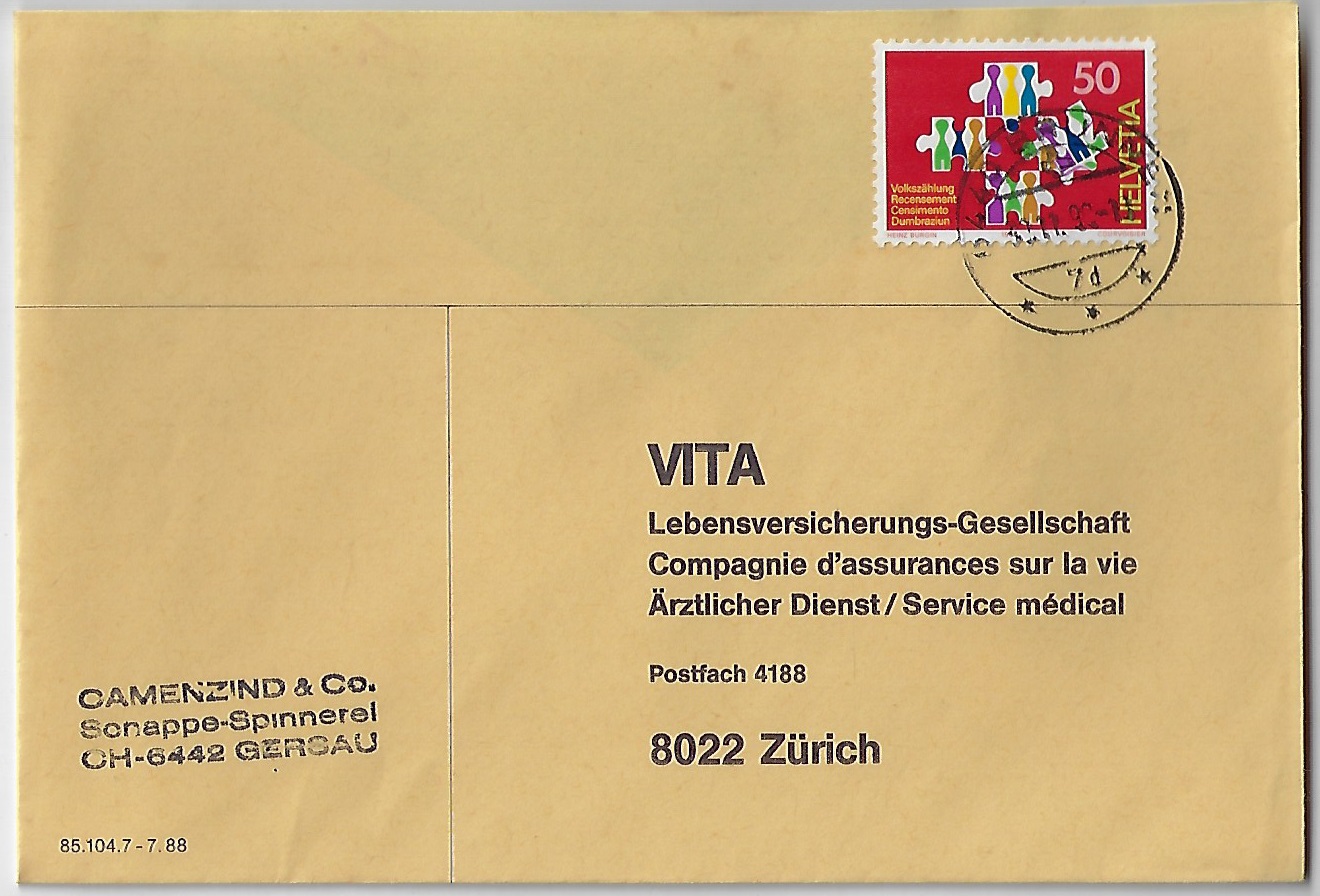 50
HELVETIA
Volkszählung
Recensement
Censimento
Dumbraziun
HEINZ BÜRGIN COURVOISIER
7d
VITA
Lebensversicherungs-Gesellschaft
Compagnie d'assurances sur la vie
Ärztlicher Dienst / Service médical
Postfach 4188
8022 Zürich
CAMENZIND & Co.
Schappe-Spinnerei
CH-6442 GERSAU
85.104.7 - 7.88